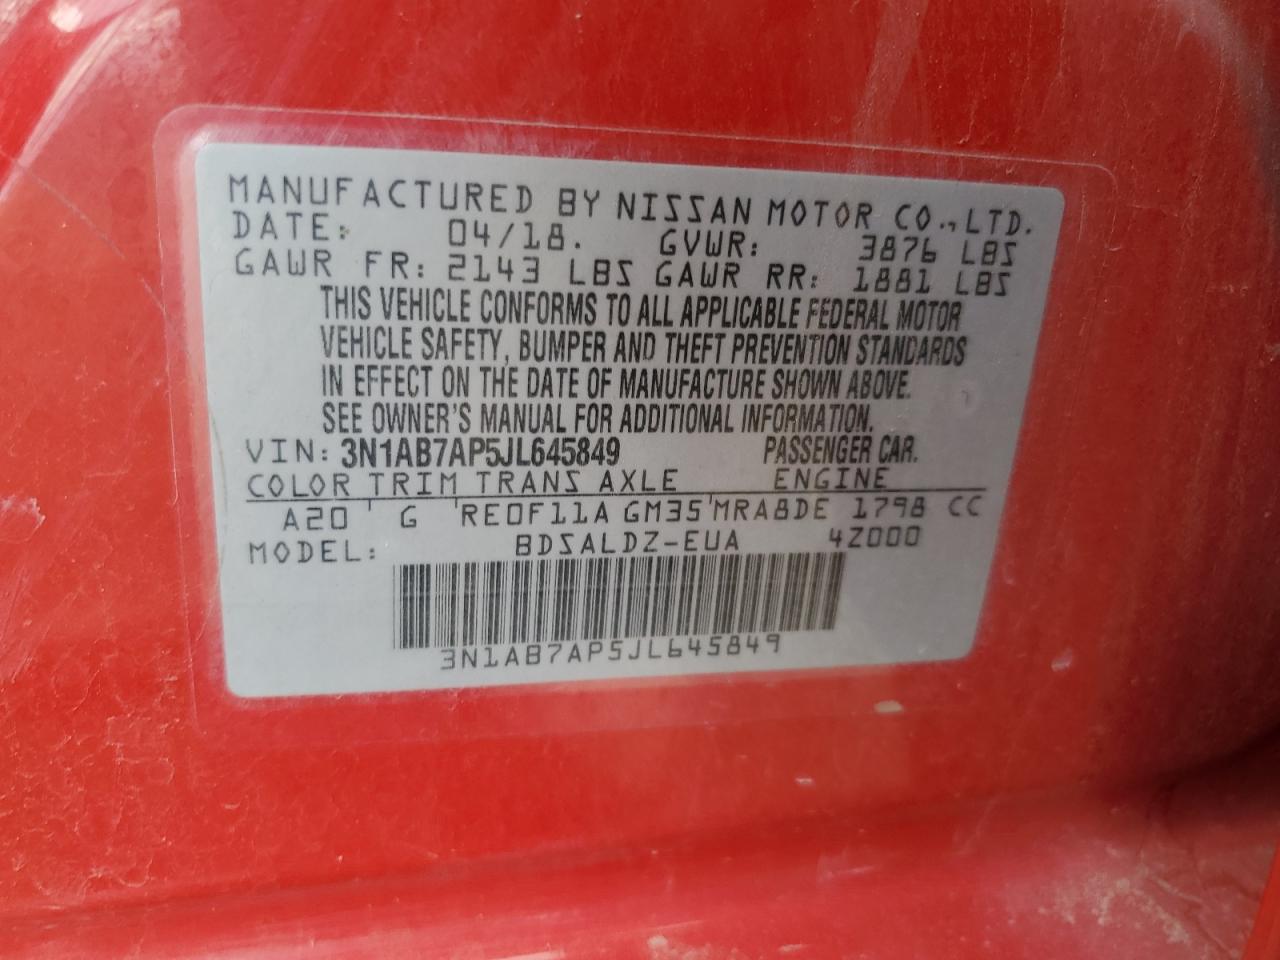 MANUFACTURED BY NISSAN MOTOR CO., LTD.
DATE: 04/18. GVWR: 3876 LBS
GAWR FR: 2143 LBS GAWR RR: 1881 LBS
THIS VEHICLE CONFORMS TO ALL APPLICABLE FEDERAL MOTOR
VEHICLE SAFETY, BUMPER AND THEFT PREVENTION STANDARDS
IN EFFECT ON THE DATE OF MANUFACTURE SHOWN ABOVE.
SEE OWNER'S MANUAL FOR ADDITIONAL INFORMATION.
VIN: 3N1AB7AP5JL645849 PASSENGER CAR.
COLOR TRIM TRANS AXLE ENGINE
A20 G RE0F11A GM35 MRA8DE 1798 CC
MODEL: BDSALDZ-EUA 4Z000
3N1AB7AP5JL645849